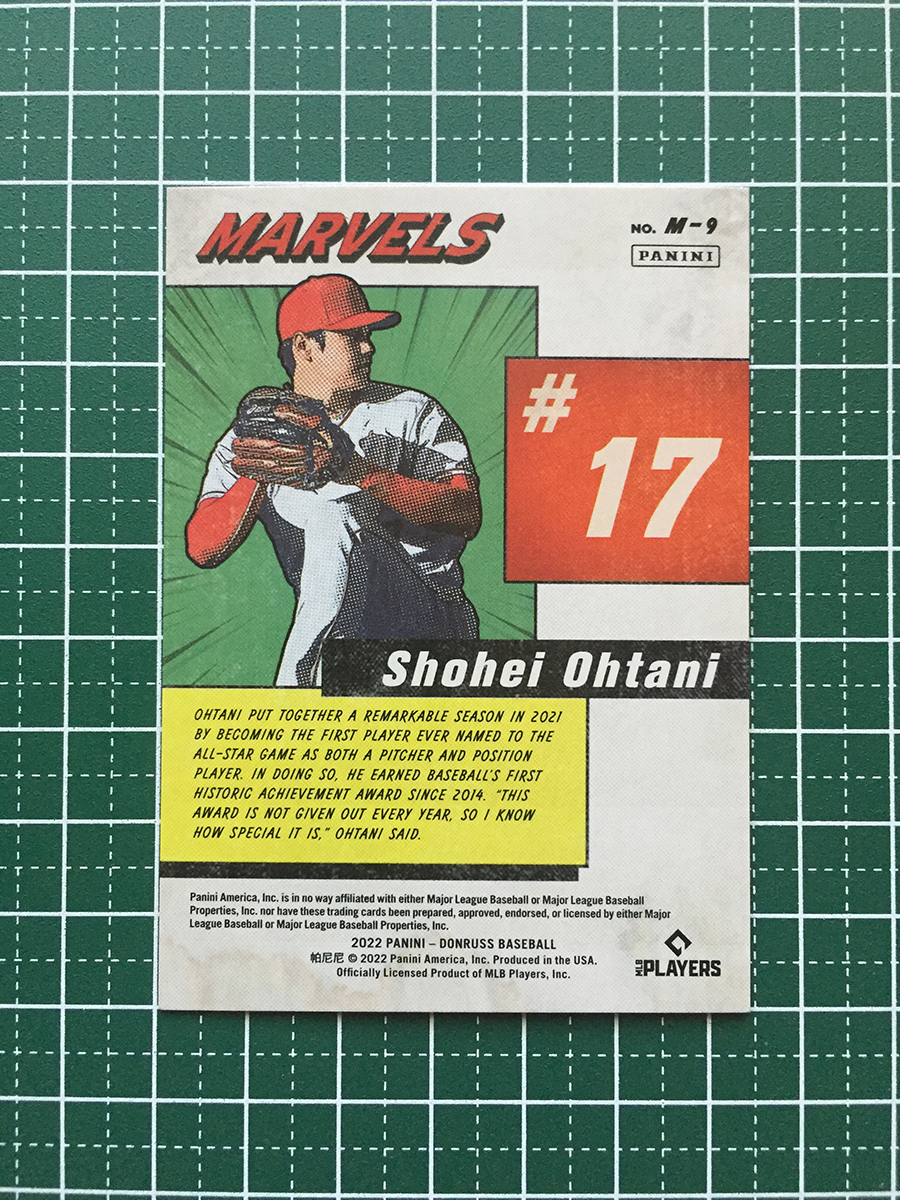 MARVELS
NO. M-9
PANINI
#
17
Shohei Ohtani
OHTANI PUT TOGETHER A REMARKABLE SEASON IN 2021
BY BECOMING THE FIRST PLAYER EVER NAMED TO THE
ALL-STAR GAME AS BOTH A PITCHER AND POSITION
PLAYER. IN DOING SO, HE EARNED BASEBALL'S FIRST
HISTORIC ACHIEVEMENT AWARD SINCE 2014. "THIS
AWARD IS NOT GIVEN OUT EVERY YEAR, SO I KNOW
HOW SPECIAL IT IS," OHTANI SAID.
Panini America, Inc. is in no way affiliated with either Major League Baseball or Major League Baseball
Properties, Inc. nor have these trading cards been prepared, approved, endorsed, or licensed by either Major
League Baseball or Major League Baseball Properties, Inc.
2022 PANINI – DONRUSS BASEBALL
帕尼尼 © 2022 Panini America, Inc. Produced in the USA.
Officially Licensed Product of MLB Players, Inc.
MLB PLAYERS